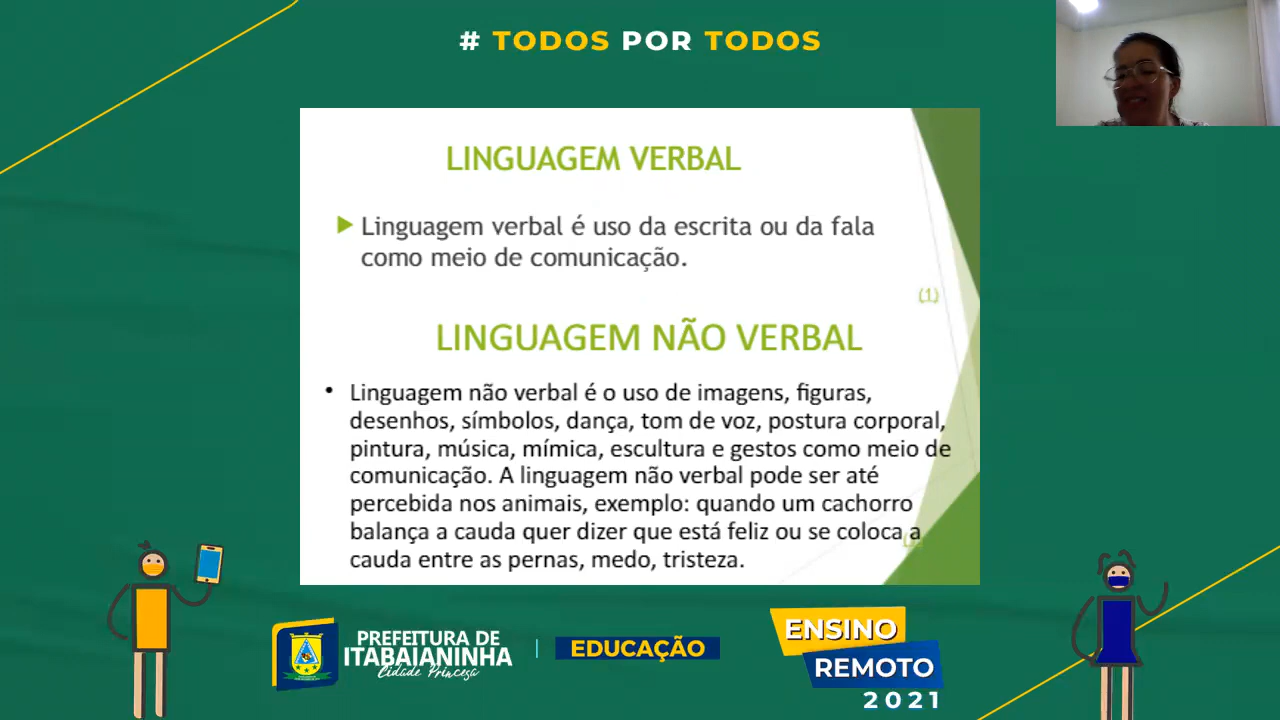 # TODOS POR TODOS
LINGUAGEM VERBAL
Linguagem verbal é uso da escrita ou da fala
como meio de comunicação.
(1)
LINGUAGEM NÃO VERBAL
• Linguagem não verbal é o uso de imagens, figuras,
desenhos, símbolos, dança, tom de voz, postura corporal,
pintura, música, mímica, escultura e gestos como meio de
comunicação. A linguagem não verbal pode ser até
percebida nos animais, exemplo: quando um cachorro
balança a cauda quer dizer que está feliz ou se coloca a
cauda entre as pernas, medo, tristeza.
PREFEITURA DE
ITABAIANINHA
Cidade Princesa
EDUCAÇÃO
ENSINO
REMOTO
2021